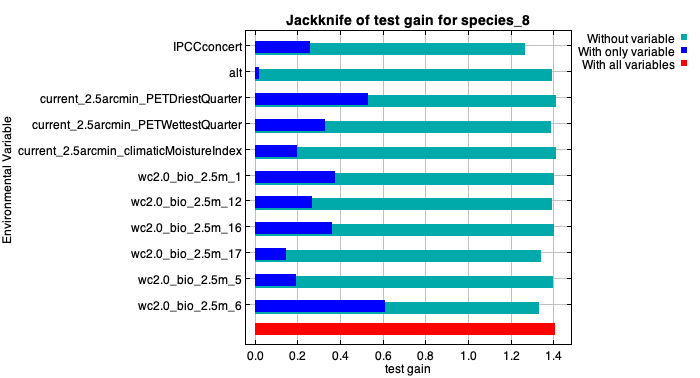 Jackknife of test gain for species_8
Without variable
With only variable
With all variables
Environmental Variable
IPCCconcert
alt
current_2.5arcmin_PETDriestQuarter
current_2.5arcmin_PETWettestQuarter
current_2.5arcmin_climaticMoistureIndex
wc2.0_bio_2.5m_1
wc2.0_bio_2.5m_12
wc2.0_bio_2.5m_16
wc2.0_bio_2.5m_17
wc2.0_bio_2.5m_5
wc2.0_bio_2.5m_6
0.0 0.2 0.4 0.6 0.8 1.0 1.2 1.4
test gain